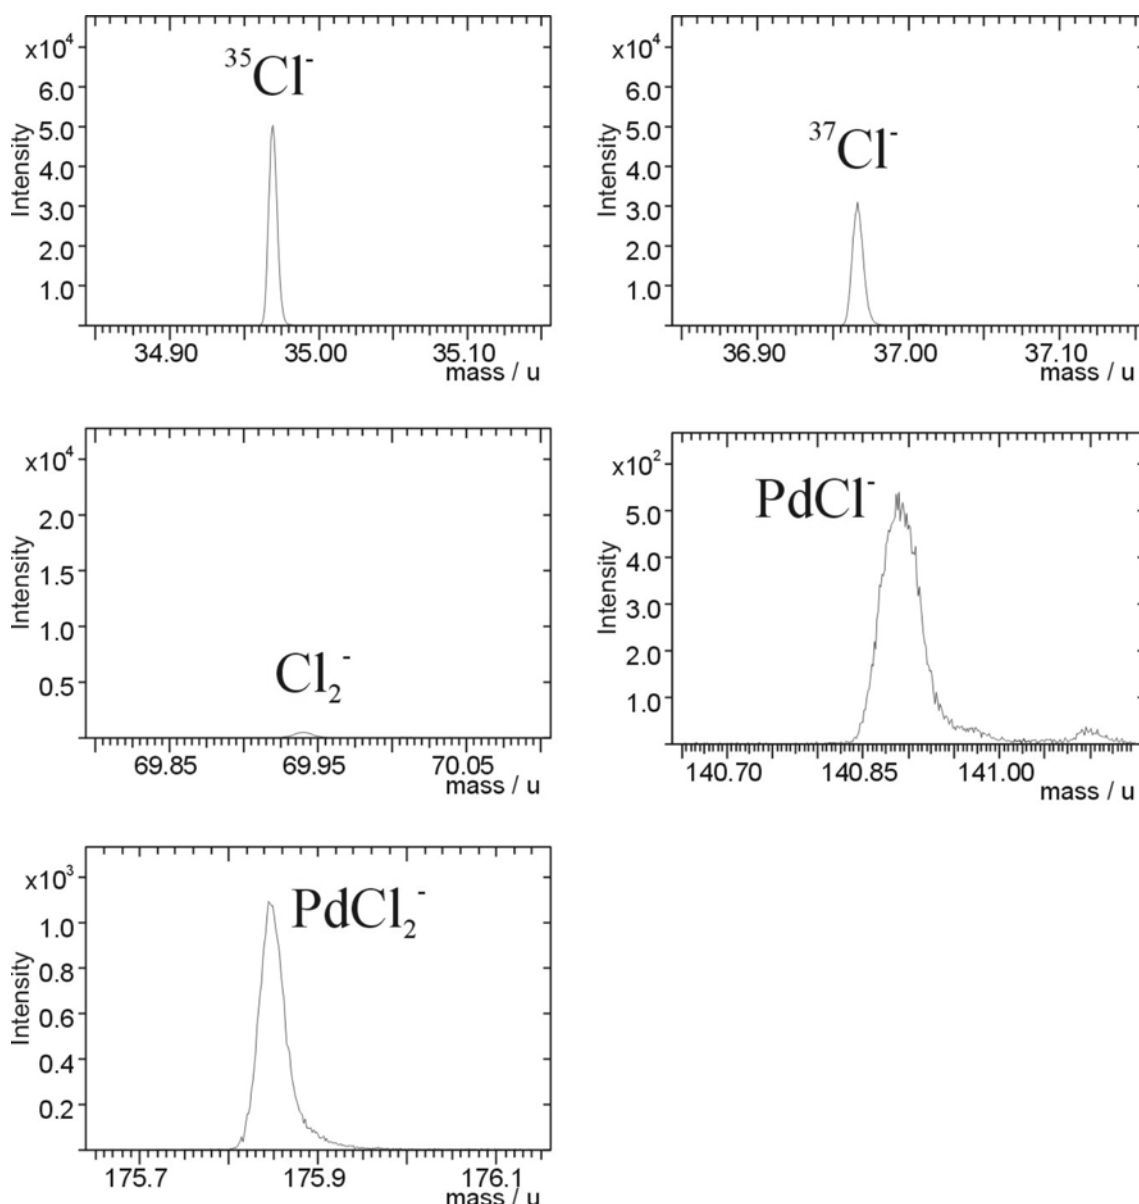 x10⁴
6.0
5.0
4.0
3.0
2.0
1.0
Intensity
³⁵Cl⁻
34.90 35.00 35.10
mass / u
x10⁴
6.0
5.0
4.0
3.0
2.0
1.0
Intensity
³⁷Cl⁻
36.90 37.00 37.10
mass / u
x10⁴
2.0
1.5
1.0
0.5
Intensity
Cl₂⁻
69.85 69.95 70.05
mass / u
x10²
5.0
4.0
3.0
2.0
1.0
Intensity
PdCl⁻
140.70 140.85 141.00
mass / u
x10³
1.0
0.8
0.6
0.4
0.2
Intensity
PdCl₂⁻
175.7 175.9 176.1
mass / u